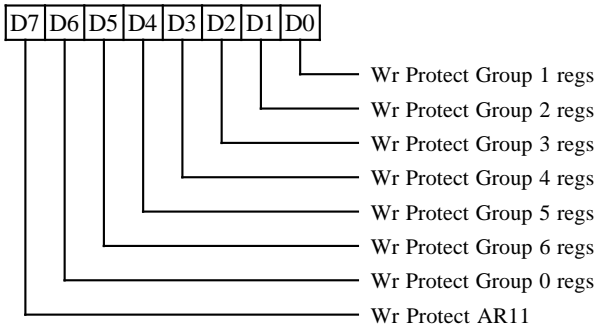 D7 D6 D5 D4 D3 D2 D1 D0
Wr Protect Group 1 regs
Wr Protect Group 2 regs
Wr Protect Group 3 regs
Wr Protect Group 4 regs
Wr Protect Group 5 regs
Wr Protect Group 6 regs
Wr Protect Group 0 regs
Wr Protect AR11